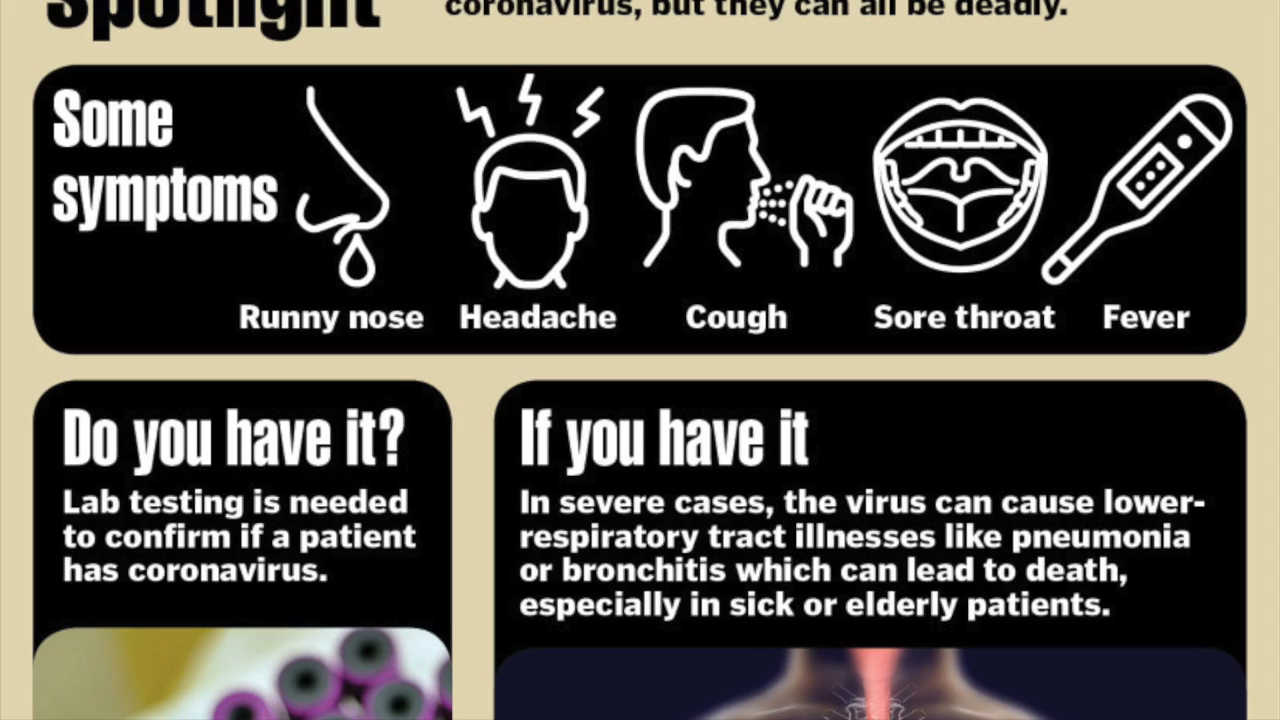 Spotlight
coronavirus, but they can all be deadly.
Some
symptoms
Runny nose
Headache
Cough
Sore throat
Fever
Do you have it?
Lab testing is needed
to confirm if a patient
has coronavirus.
If you have it
In severe cases, the virus can cause lower-
respiratory tract illnesses like pneumonia
or bronchitis which can lead to death,
especially in sick or elderly patients.